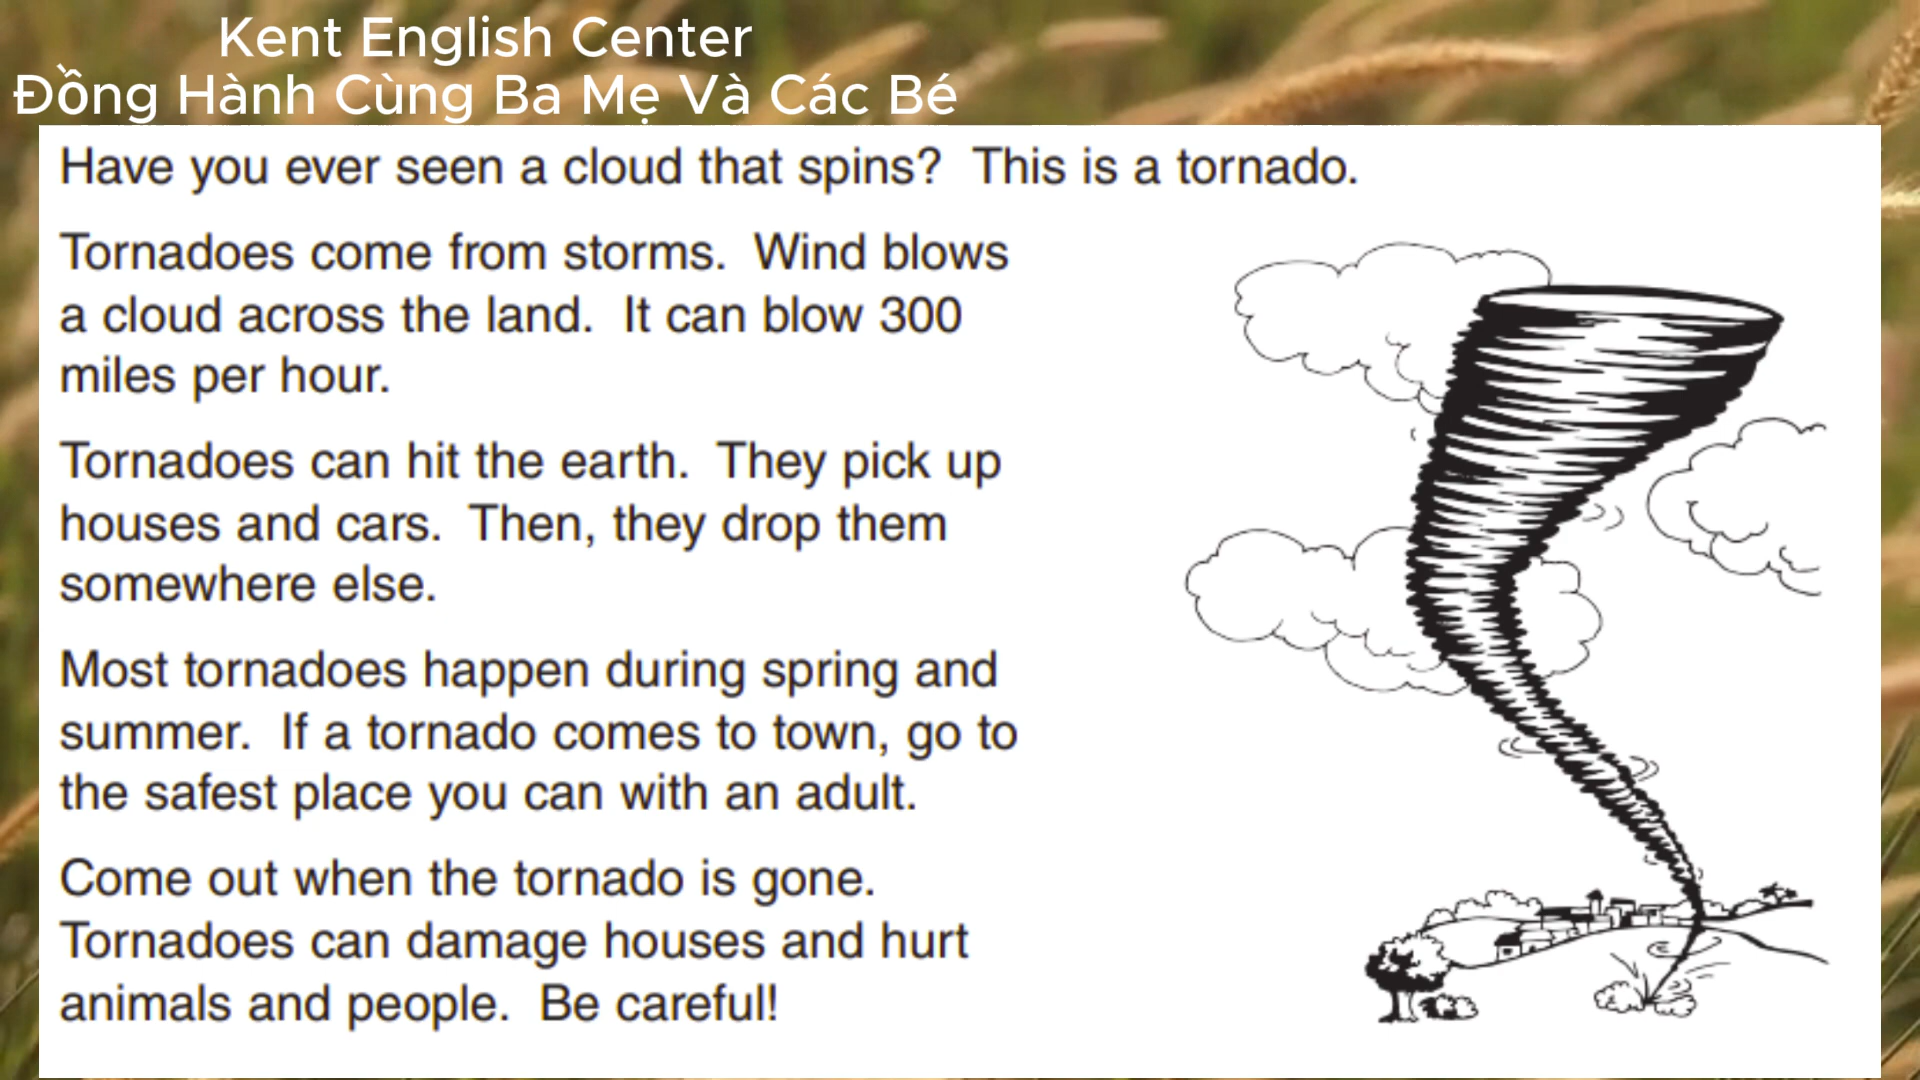 Kent English Center
Đồng Hành Cùng Ba Mẹ Và Các Bé
Have you ever seen a cloud that spins? This is a tornado.
Tornadoes come from storms. Wind blows
a cloud across the land. It can blow 300
miles per hour.
Tornadoes can hit the earth. They pick up
houses and cars. Then, they drop them
somewhere else.
Most tornadoes happen during spring and
summer. If a tornado comes to town, go to
the safest place you can with an adult.
Come out when the tornado is gone.
Tornadoes can damage houses and hurt
animals and people. Be careful!